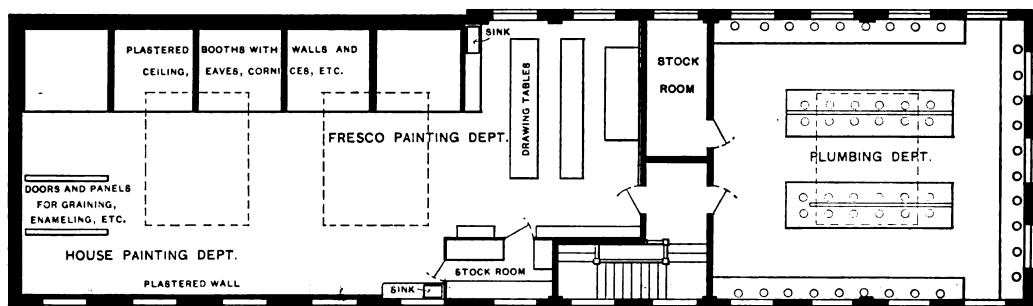 SINK
PLASTERED BOOTHS WITH WALLS AND
CEILING, EAVES, CORNICES, ETC.
STOCK
ROOM
DRAWING TABLES
FRESCO PAINTING DEPT.
PLUMBING DEPT.
DOORS AND PANELS
FOR GRAINING,
ENAMELING, ETC.
HOUSE PAINTING DEPT.
STOCK ROOM
PLASTERED WALL
SINK